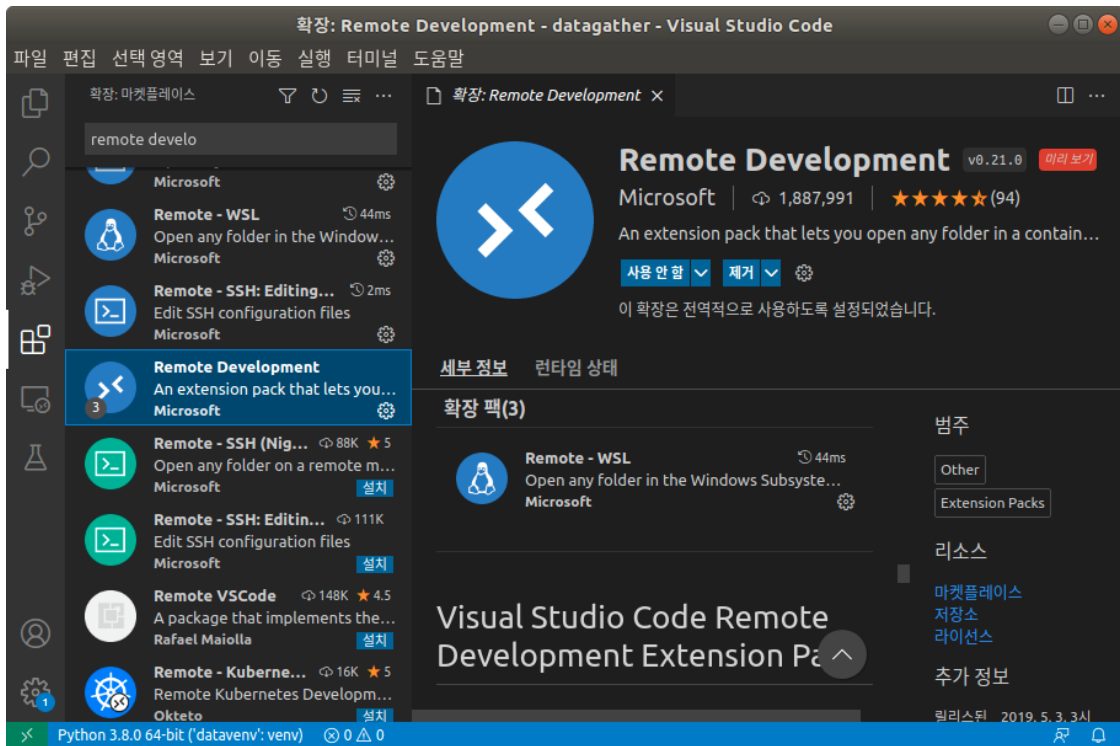 확장: Remote Development - datagather - Visual Studio Code
파일 편집 선택 영역 보기 이동 실행 터미널 도움말
확장: 마켓플레이스
remote develo
Microsoft
Remote - WSL 44ms
Open any folder in the Window...
Microsoft
Remote - SSH: Editing... 2ms
Edit SSH configuration files
Microsoft
Remote Development
An extension pack that lets you...
3
Microsoft
Remote - SSH (Nig... 88K ★ 5
Open any folder on a remote m...
Microsoft 설치
Remote - SSH: Editin... 111K
Edit SSH configuration files
Microsoft 설치
Remote VSCode 148K ★ 4.5
A package that implements the...
Rafael Maiolla 설치
Remote - Kuberne... 16K ★ 5
Remote Kubernetes Developm...
Okteto 설치
확장: Remote Development
Remote Development v0.21.0 미리 보기
Microsoft 1,887,991 (94)
An extension pack that lets you open any folder in a contain...
사용 안 함 제거
이 확장은 전역적으로 사용하도록 설정되었습니다.
세부 정보 런타임 상태
확장 팩(3)
Remote - WSL 44ms
Open any folder in the Windows Subsyste...
Microsoft
Visual Studio Code Remote
Development Extension Pa
범주
Other
Extension Packs
리소스
마켓플레이스
저장소
라이선스
추가 정보
릴리스된 2019. 5. 3. 3시
1
Python 3.8.0 64-bit ('datavenv': venv) 0 0